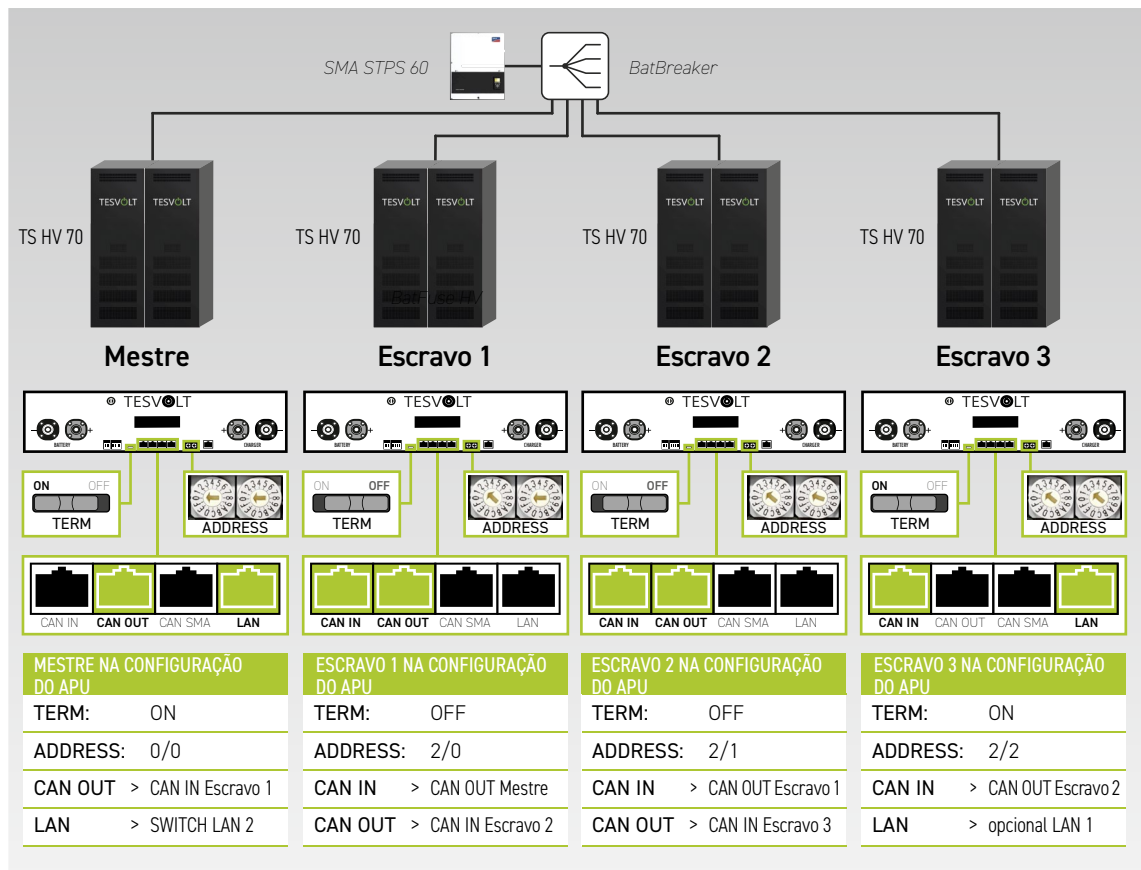 SMA STPS 60
BatBreaker
TESVOLT TESVOLT
TESVOLT TESVOLT
TESVOLT TESVOLT
TESVOLT TESVOLT
TS HV 70
TS HV 70
TS HV 70
TS HV 70
BatFuse HV
Mestre
Escravo 1
Escravo 2
Escravo 3
TESVOLT
BATTERY
CHARGER
TESVOLT
BATTERY
CHARGER
TESVOLT
BATTERY
CHARGER
TESVOLT
BATTERY
CHARGER
ON OFF
TERM
ADDRESS
ON OFF
TERM
ADDRESS
ON OFF
TERM
ADDRESS
ON OFF
TERM
ADDRESS
CAN IN CAN OUT CAN SMA LAN
CAN IN CAN OUT CAN SMA LAN
CAN IN CAN OUT CAN SMA LAN
CAN IN CAN OUT CAN SMA LAN
MESTRE NA CONFIGURAÇÃO
DO APU
TERM: ON
ADDRESS: 0/0
CAN OUT > CAN IN Escravo 1
LAN > SWITCH LAN 2
ESCRAVO 1 NA CONFIGURAÇÃO
DO APU
TERM: OFF
ADDRESS: 2/0
CAN IN > CAN OUT Mestre
CAN OUT > CAN IN Escravo 2
ESCRAVO 2 NA CONFIGURAÇÃO
DO APU
TERM: OFF
ADDRESS: 2/1
CAN IN > CAN OUT Escravo 1
CAN OUT > CAN IN Escravo 3
ESCRAVO 3 NA CONFIGURAÇÃO
DO APU
TERM: ON
ADDRESS: 2/2
CAN IN > CAN OUT Escravo 2
LAN > opcional LAN 1